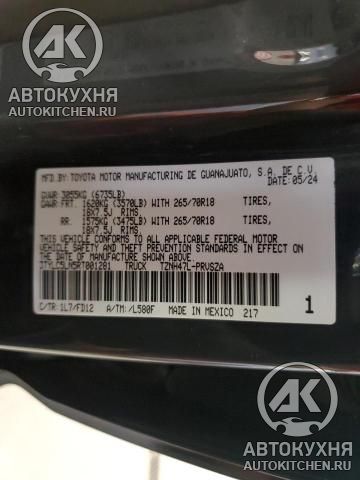 АК
АВТОКУХНЯ
AUTOKITCHEN.RU
MFD.BY:TOYOTA MOTOR MANUFACTURING DE GUANAJUATO, S.A. DE C.V.
DATE:05/24
GVWR:3055KG (6735LB)
GAWR:FRT 1620KG (3570LB) WITH 265/70R18 TIRES,
18X7.5J RIMS
RR 1575KG (3475LB) WITH 265/70R18 TIRES,
18X7.5J RIMS
THIS VEHICLE CONFORMS TO ALL APPLICABLE FEDERAL MOTOR
VEHICLE SAFETY AND THEFT PREVENTION STANDARDS IN EFFECT ON
THE DATE OF MANUFACTURE SHOWN ABOVE.
3TYLC5LN5RT001281 TRUCK TZNH47L-PRVSZA
C/TR:1L7/FD12 A/TM:/L580F MADE IN MEXICO 217
1
АК
АВТОКУХНЯ
AUTOKITCHEN.RU